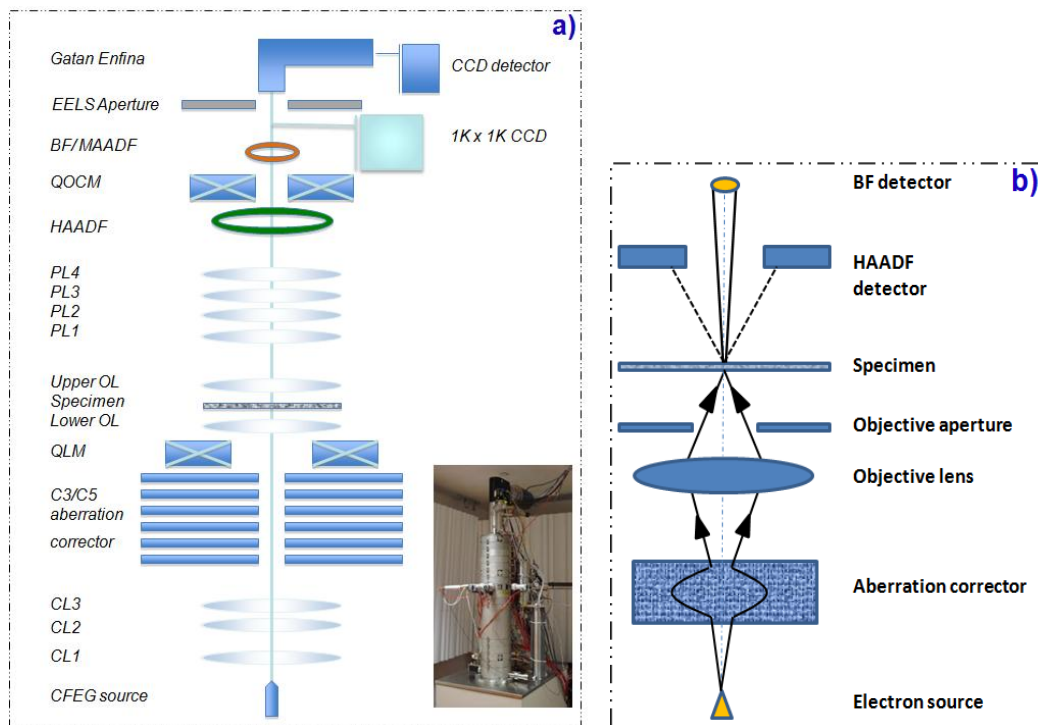 a)
Gatan Enfina
CCD detector
EELS Aperture
1K x 1K CCD
BF/MAADF
QOCM
HAADF
PL4
PL3
PL2
PL1
Upper OL
Specimen
Lower OL
QLM
C3/C5
aberration
corrector
CL3
CL2
CL1
CFEG source
b)
BF detector
HAADF
detector
Specimen
Objective aperture
Objective lens
Aberration corrector
Electron source